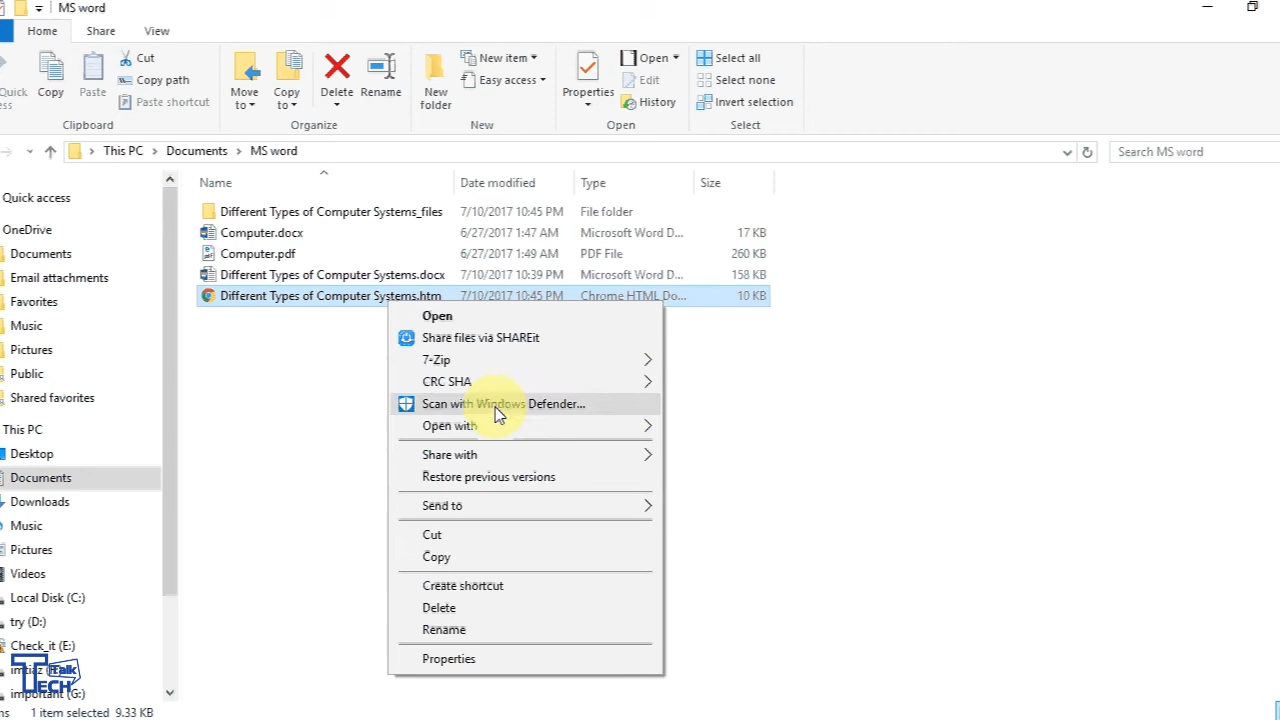 MS word
Home Share View
Copy
Paste
Cut
Copy path
Paste shortcut
Move to
Copy to
Delete
Rename
New folder
New item
Easy access
Properties
Open
Edit
History
Select all
Select none
Invert selection
Clipboard Organize New Open Select
This PC Documents MS word
Search MS word
Name Date modified Type Size
Different Types of Computer Systems_files 7/10/2017 10:45 PM File folder
Computer.docx 6/27/2017 1:47 AM Microsoft Word D... 17 KB
Computer.pdf 6/27/2017 1:49 AM PDF File 260 KB
Different Types of Computer Systems.docx 7/10/2017 10:39 PM Microsoft Word D... 158 KB
Different Types of Computer Systems.htm 7/10/2017 10:45 PM Chrome HTML Do... 10 KB
Quick access
OneDrive
Documents
Email attachments
Favorites
Music
Pictures
Public
Shared favorites
This PC
Desktop
Documents
Downloads
Music
Pictures
Videos
Local Disk (C:)
try (D:)
Check_it (E:)
important (G:)
Talk
TECH
Open
Share files via SHAREit
7-Zip
CRC SHA
Scan with Windows Defender...
Open with
Share with
Restore previous versions
Send to
Cut
Copy
Create shortcut
Delete
Rename
Properties
1 item selected 9.33 KB